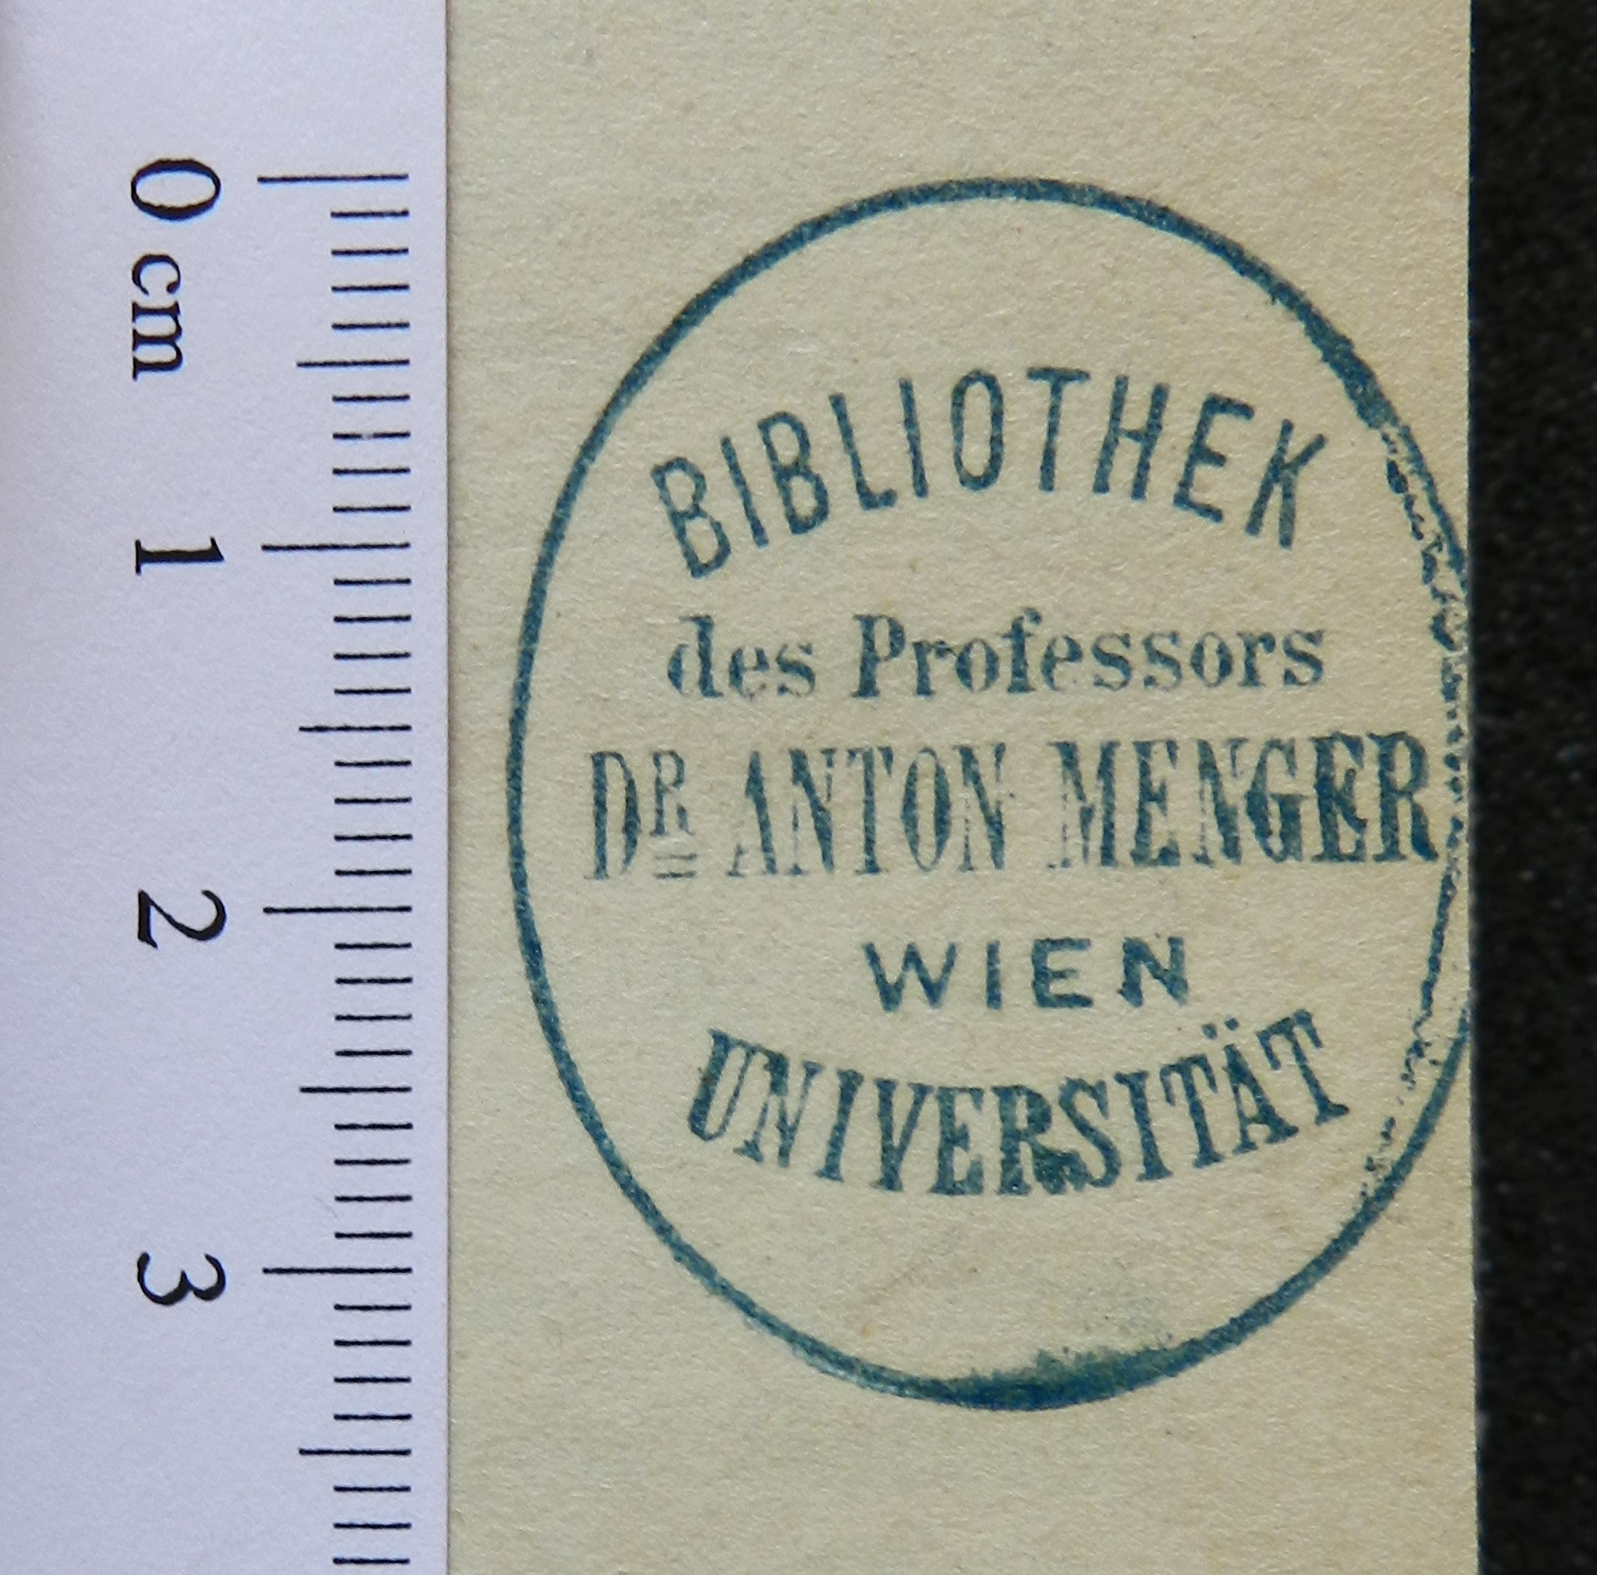 0 cm
1
2
3
BIBLIOTHEK
des Professors
DR ANTON MENGER
WIEN
UNIVERSITÄT